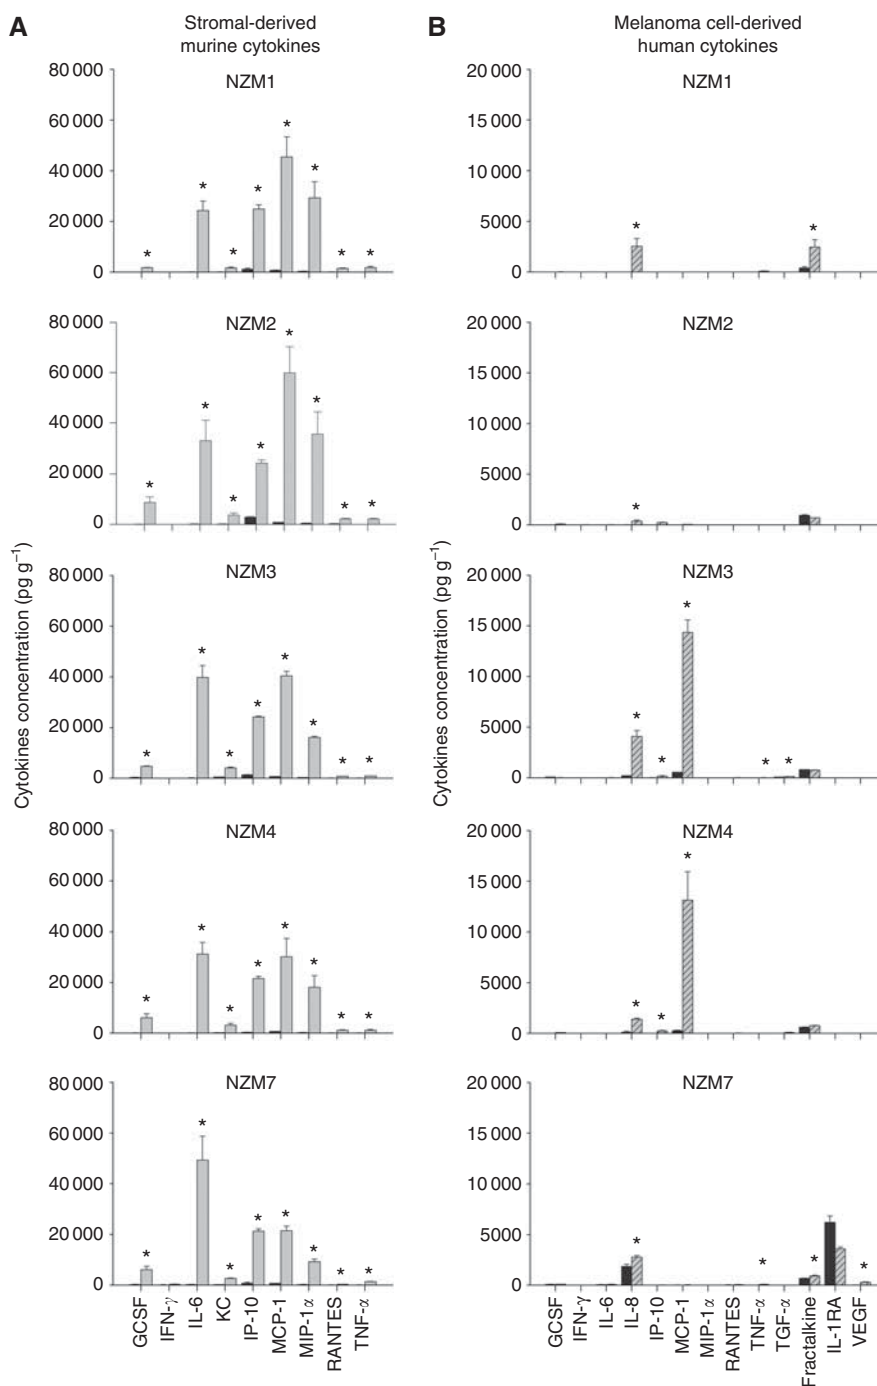 A
Stromal-derived
murine cytokines
B
Melanoma cell-derived
human cytokines
Cytokines concentration (pg g⁻¹)
80 000
60 000
40 000
20 000
0
NZM1
* * * * * * * *
80 000
60 000
40 000
20 000
0
NZM2
* * * * * * * *
80 000
60 000
40 000
20 000
0
NZM3
* * * * * * * *
80 000
60 000
40 000
20 000
0
NZM4
* * * * * * * *
80 000
60 000
40 000
20 000
0
NZM7
* * * * * * * *
GCSF
IFN-γ
IL-6
KC
IP-10
MCP-1
MIP-1α
RANTES
TNF-α
Cytokines concentration (pg g⁻¹)
20 000
15 000
10 000
5000
0
NZM1
* *
20 000
15 000
10 000
5000
0
NZM2
*
20 000
15 000
10 000
5000
0
NZM3
* * * * *
20 000
15 000
10 000
5000
0
NZM4
* * *
20 000
15 000
10 000
5000
0
NZM7
* * * *
GCSF
IFN-γ
IL-6
IL-8
IP-10
MCP-1
MIP-1α
RANTES
TNF-α
TGF-α
Fractalkine
IL-1RA
VEGF